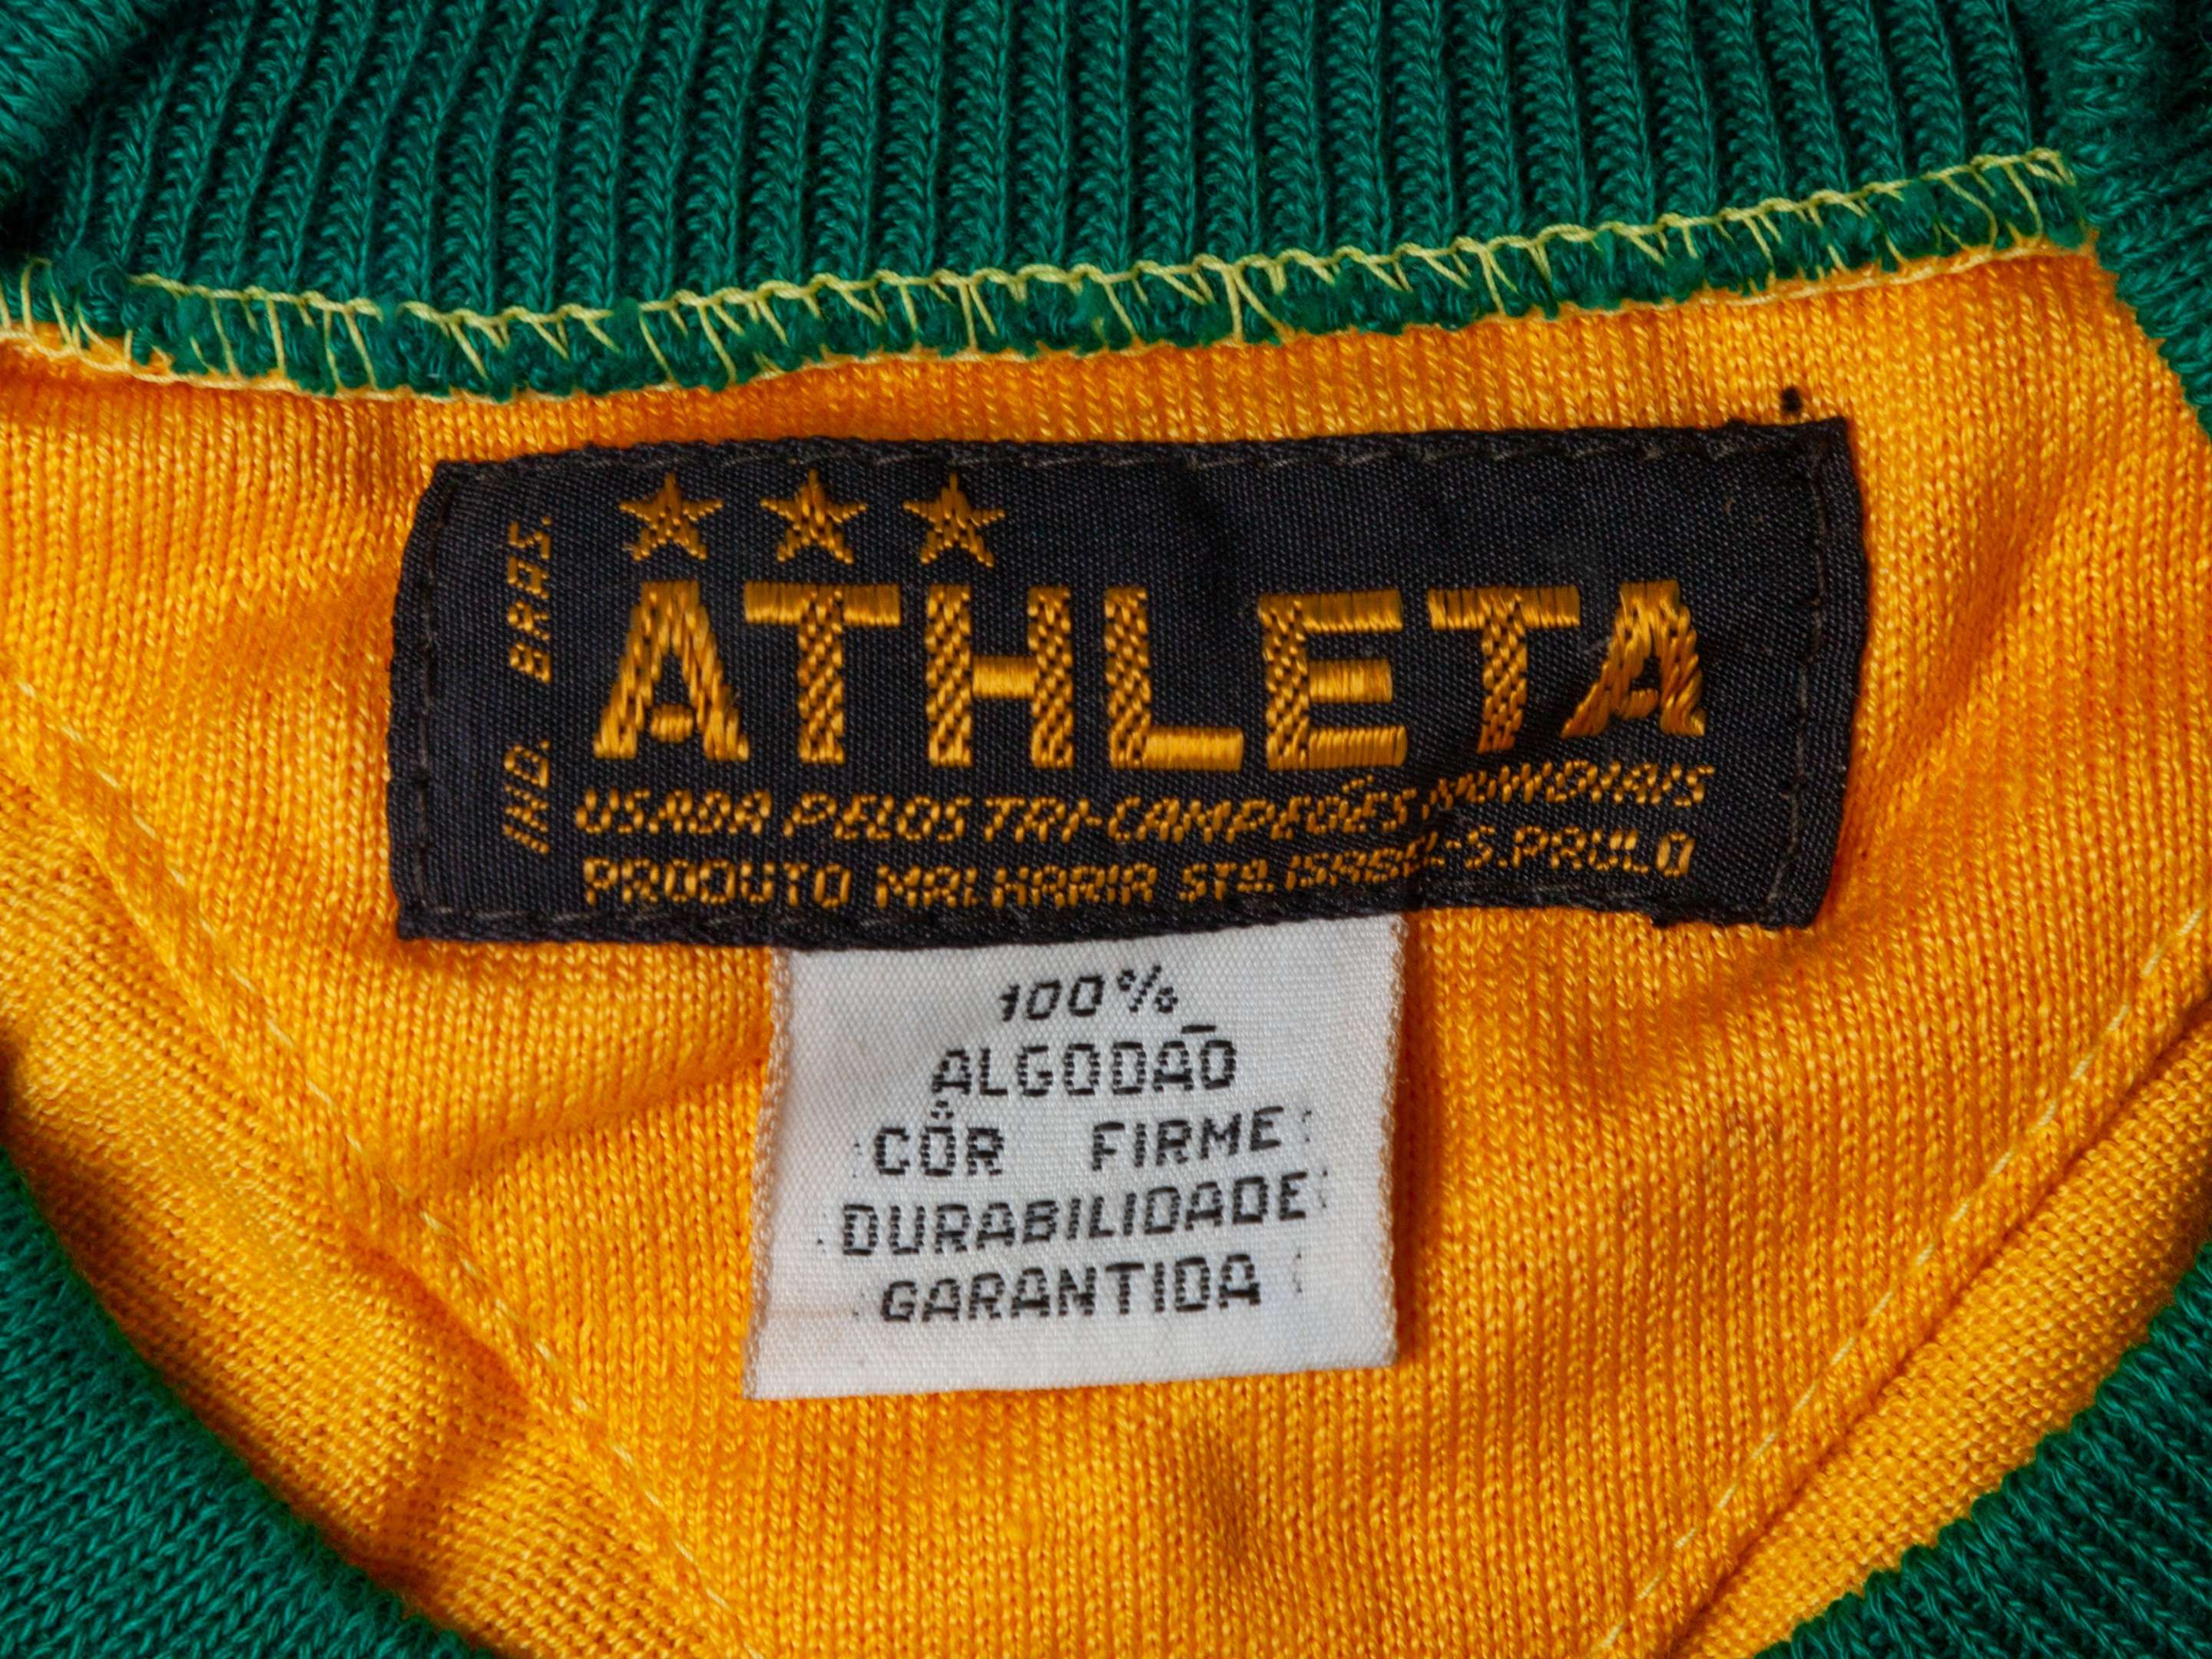 IND. BRAS.
ATHLETA
USADA PELOS TRI-CAMPEÕES MUNDIAIS
PRODUTO MALHARIA STA. ISABEL-S.PAULO
100%
ALGODÃO
CÔR FIRME
DURABILIDADE
GARANTIDA